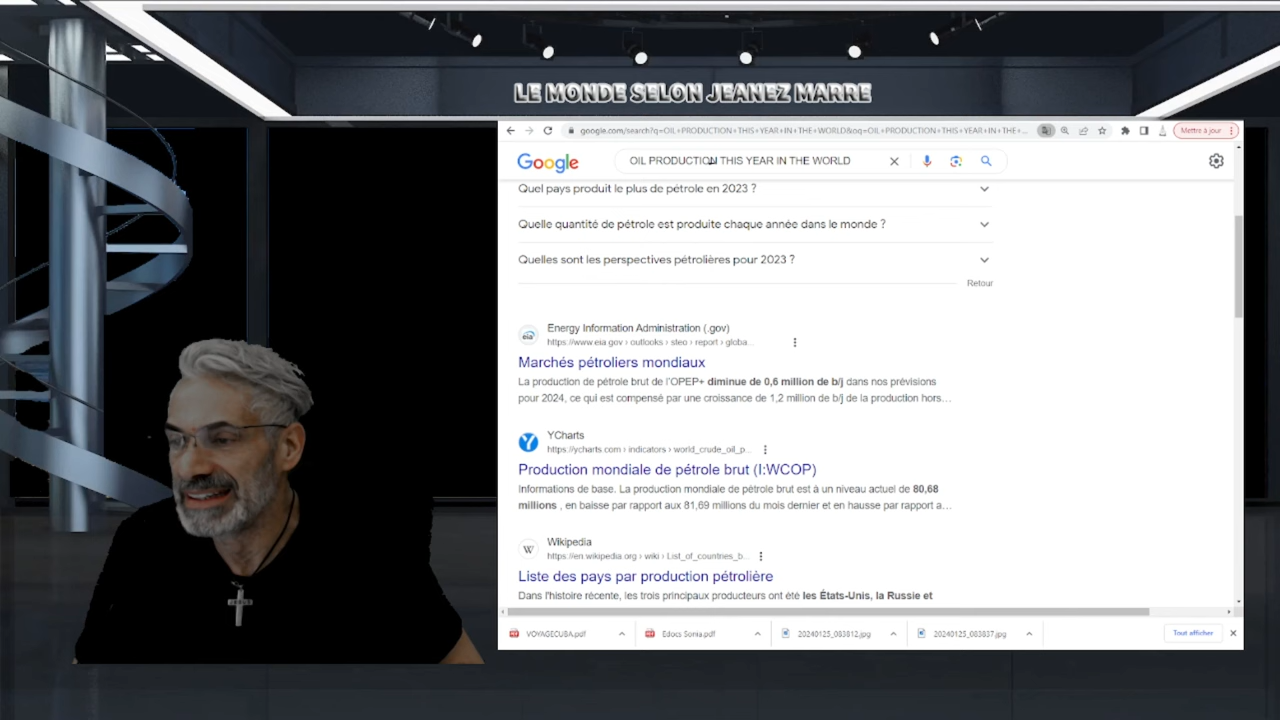 LE MONDE SELON JEANEZ MARRE
google.com/search?q=OIL+PRODUCTION+THIS+YEAR+IN+THE+WORLD&oq=OIL+PRODUCTION+THIS+YEAR+IN+THE+...
Mettre à jour
Google
OIL PRODUCTION THIS YEAR IN THE WORLD
Quel pays produit le plus de pétrole en 2023 ?
Quelle quantité de pétrole est produite chaque année dans le monde ?
Quelles sont les perspectives pétrolières pour 2023 ?
Retour
eia
Energy Information Administration (.gov)
https://www.eia.gov › outlooks › steo › report › globa...
Marchés pétroliers mondiaux
La production de pétrole brut de l'OPEP+ diminue de 0,6 million de b/j dans nos prévisions
pour 2024, ce qui est compensé par une croissance de 1,2 million de b/j de la production hors...
Y
YCharts
https://ycharts.com › indicators › world_crude_oil_p...
Production mondiale de pétrole brut (I:WCOP)
Informations de base. La production mondiale de pétrole brut est à un niveau actuel de 80,68
millions , en baisse par rapport aux 81,69 millions du mois dernier et en hausse par rapport a...
W
Wikipedia
https://en.wikipedia.org › wiki › List_of_countries_b...
Liste des pays par production pétrolière
Dans l'histoire récente, les trois principaux producteurs ont été les États-Unis, la Russie et
VOYAGECUBA.pdf
Edocs Sonia.pdf
20240125_083812.jpg
20240125_083837.jpg
Tout afficher